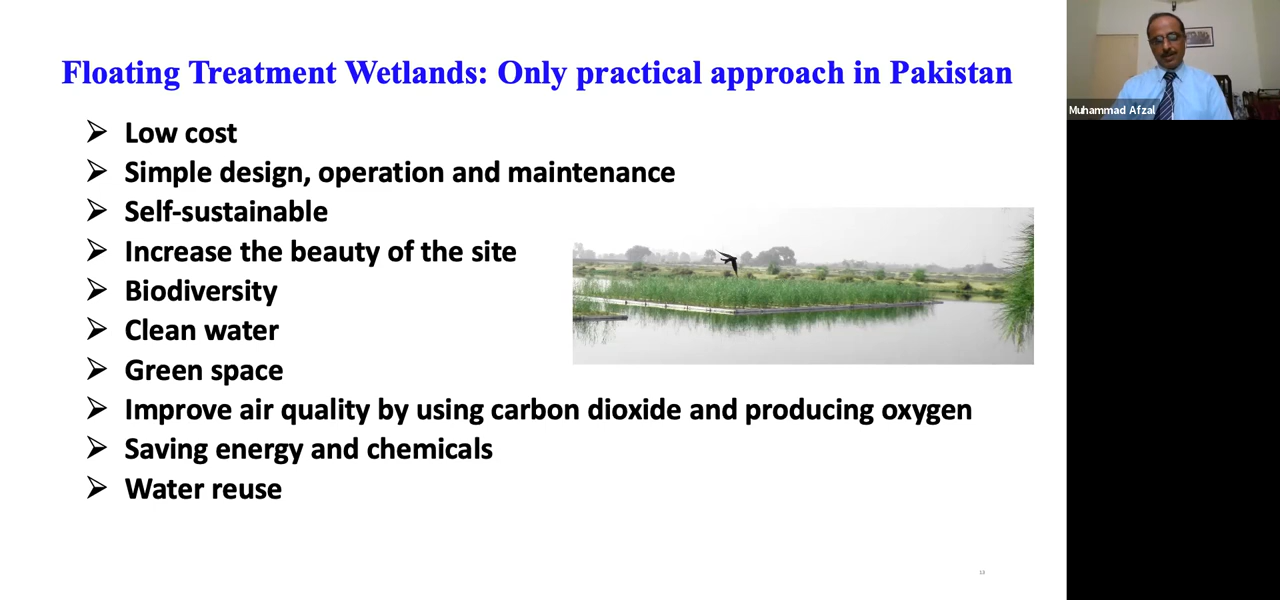 Floating Treatment Wetlands: Only practical approach in Pakistan
➢ Low cost
➢ Simple design, operation and maintenance
➢ Self-sustainable
➢ Increase the beauty of the site
➢ Biodiversity
➢ Clean water
➢ Green space
➢ Improve air quality by using carbon dioxide and producing oxygen
➢ Saving energy and chemicals
➢ Water reuse
13
Muhammad Afzal